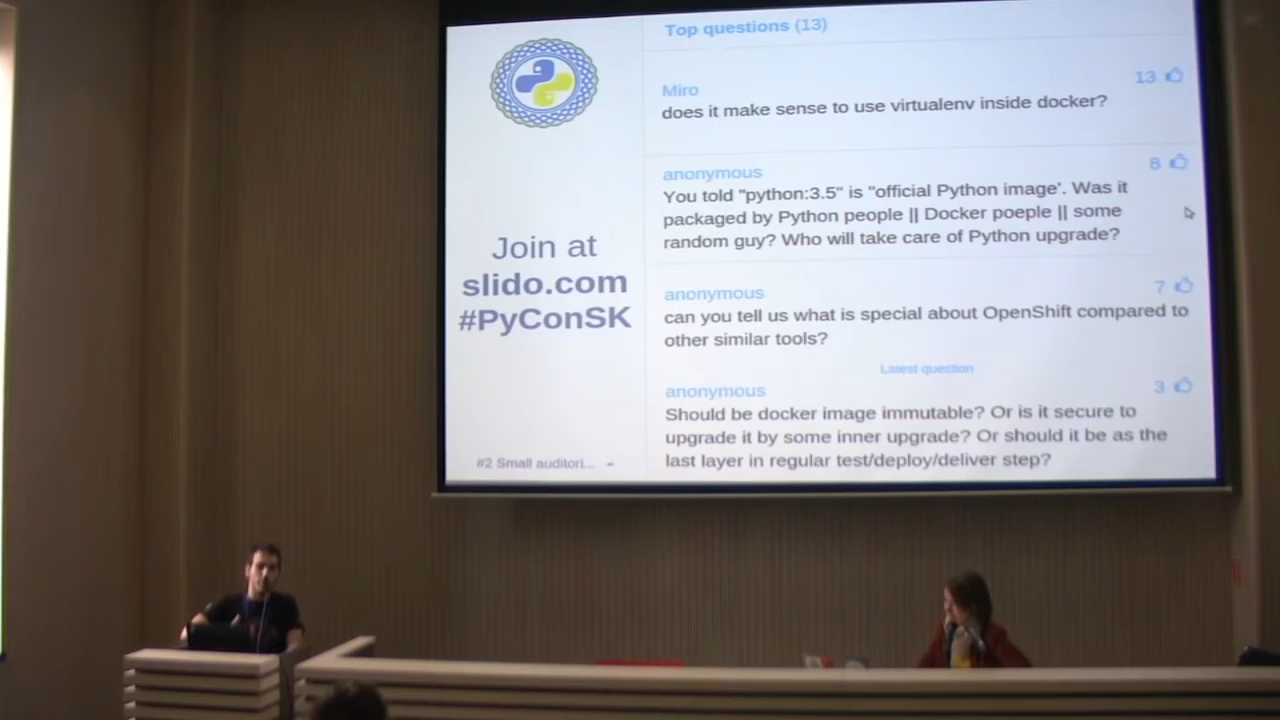 Top questions (13)
Miro
13
does it make sense to use virtualenv inside docker?
anonymous
8
You told "python:3.5" is "official Python image'. Was it
packaged by Python people || Docker poeple || some
random guy? Who will take care of Python upgrade?
anonymous
7
can you tell us what is special about OpenShift compared to
other similar tools?
Latest question
anonymous
3
Should be docker image immutable? Or is it secure to
upgrade it by some inner upgrade? Or should it be as the
last layer in regular test/deploy/deliver step?
Join at
slido.com
#PyConSK
#2 Small auditori...